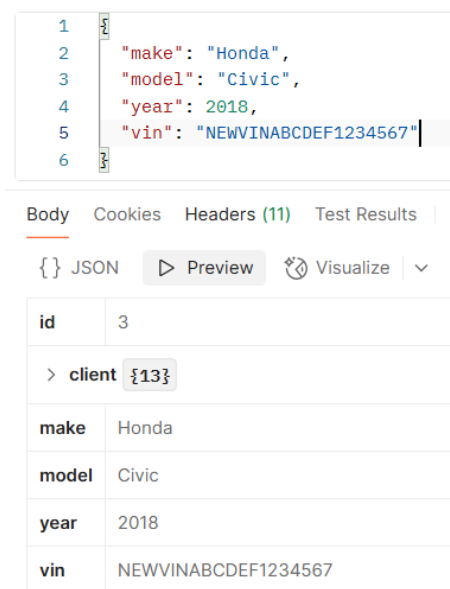 1 {
2 "make": "Honda",
3 "model": "Civic",
4 "year": 2018,
5 "vin": "NEWVINABCDEF1234567"
6 }
Body Cookies Headers (11) Test Results
{} JSON Preview Visualize
id 3
client {13}
make Honda
model Civic
year 2018
vin NEWVINABCDEF1234567